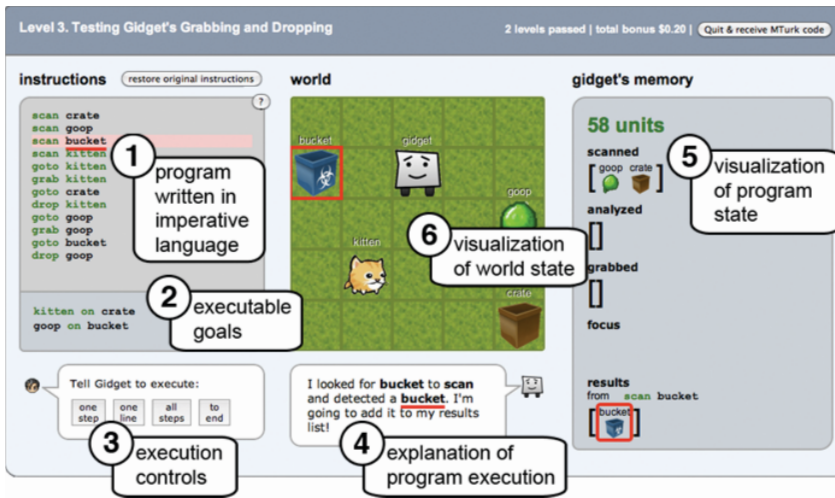 Level 3. Testing Gidget's Grabbing and Dropping
2 levels passed | total bonus $0.20 | Quit & receive MTurk code
instructions
restore original instructions
?
scan crate
scan goop
scan bucket
scan kitten
goto kitten
grab kitten
goto crate
drop kitten
goto goop
grab goop
goto bucket
drop goop
1
program
written in
imperative
language
kitten on crate
goop on bucket
2
executable
goals
Tell Gidget to execute:
one step
one line
all steps
to end
3
execution
controls
world
bucket
gidget
goop
kitten
crate
6
visualization
of world state
I looked for bucket to scan
and detected a bucket. I'm
going to add it to my results
list!
4
explanation of
program execution
gidget's memory
58 units
scanned
[ goop crate ]
analyzed
[]
grabbed
[]
focus
results
from scan bucket
[ bucket ]
5
visualization
of program
state